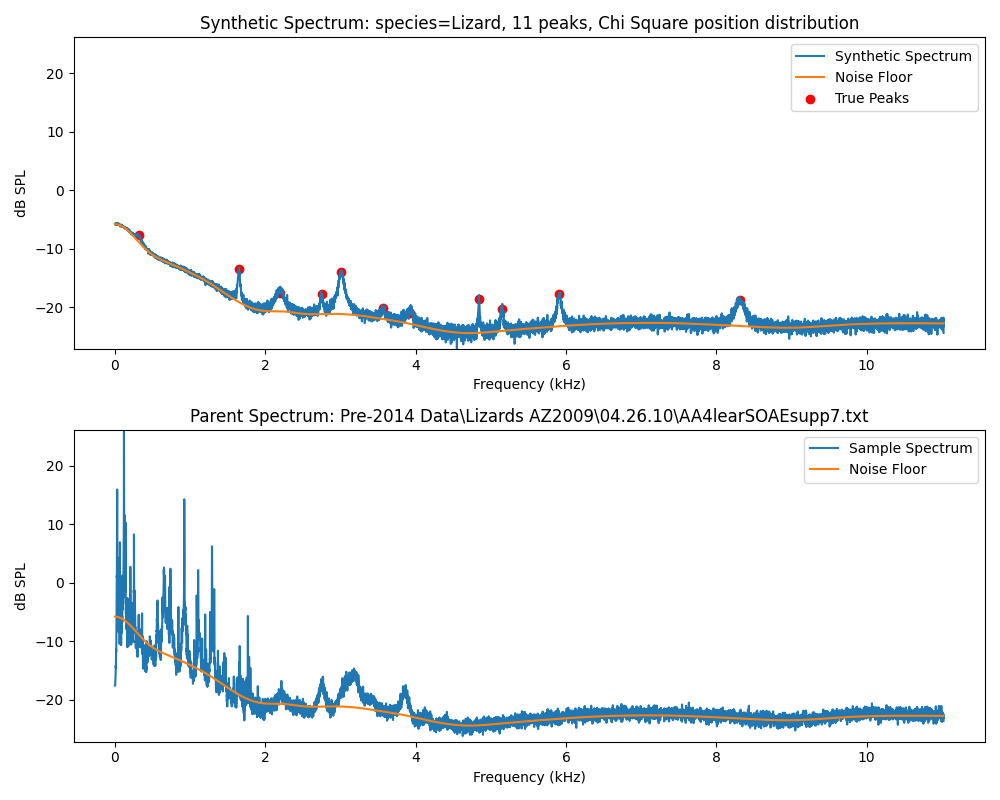 Synthetic Spectrum: species=Lizard, 11 peaks, Chi Square position distribution
20
10
0
−10
−20
dB SPL
Synthetic Spectrum
Noise Floor
True Peaks
0 2 4 6 8 10
Frequency (kHz)
Parent Spectrum: Pre-2014 Data\Lizards AZ2009\04.26.10\AA4learSOAEsupp7.txt
20
10
0
−10
−20
dB SPL
Sample Spectrum
Noise Floor
0 2 4 6 8 10
Frequency (kHz)